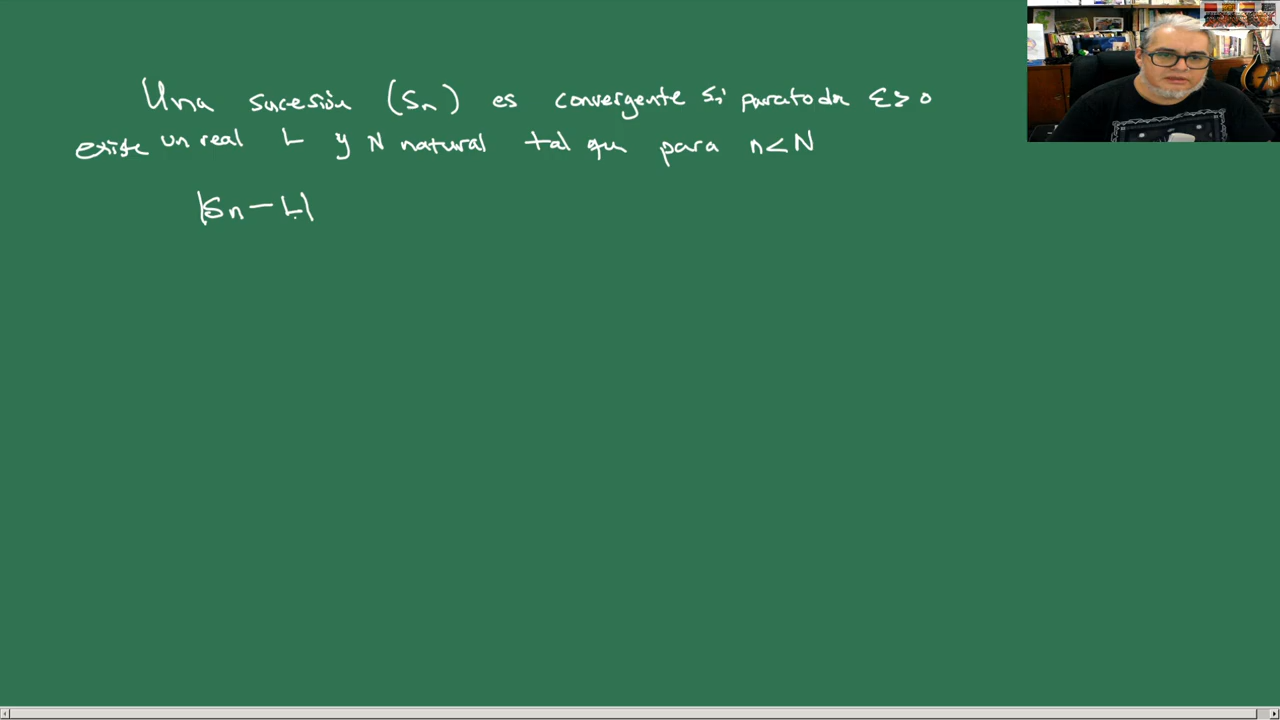 Una sucesión (Sn) es convergente si para toda ε > 0
existe un real L y N natural tal que para n < N
|Sn − L|